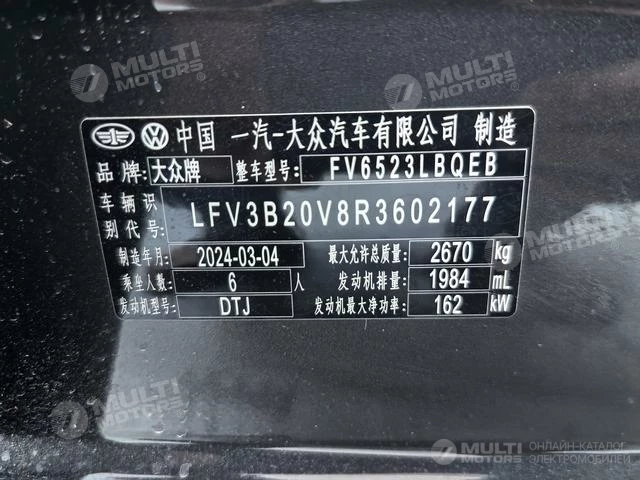 MULTI MOTORS®
MULTI MOTORS®
中国 一汽-大众汽车有限公司 制造
品 牌: 大众牌 整车型号: FV6523LBQEB
车 辆 识
别 代 号: LFV3B20V8R3602177
制造年月: 2024-03-04 最大允许总质量: 2670 kg
乘坐人数: 6 人 发动机排量: 1984 mL
发动机型号: DTJ 发动机最大净功率: 162 kW
MULTI MOTORS®
MULTI MOTORS®
MULTI MOTORS® ОНЛАЙН-КАТАЛОГ
ЭЛЕКТРОМОБИЛЕЙ